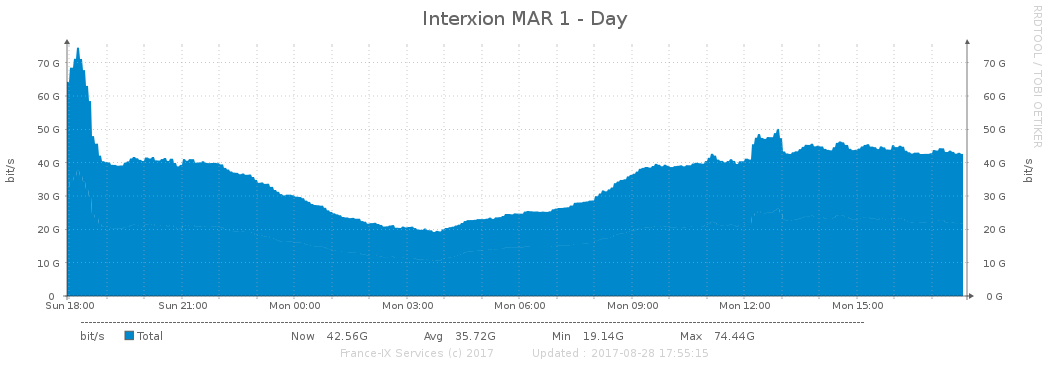 Interxion MAR 1 - Day
RRDTOOL / TOBI OETIKER
bit/s
bit/s
70 G 70 G
60 G 60 G
50 G 50 G
40 G 40 G
30 G 30 G
20 G 20 G
10 G 10 G
0 0 G
Sun 18:00 Sun 21:00 Mon 00:00 Mon 03:00 Mon 06:00 Mon 09:00 Mon 12:00 Mon 15:00
bit/s Total Now 42.56G Avg 35.72G Min 19.14G Max 74.44G
France-IX Services (c) 2017 Updated : 2017-08-28 17:55:15